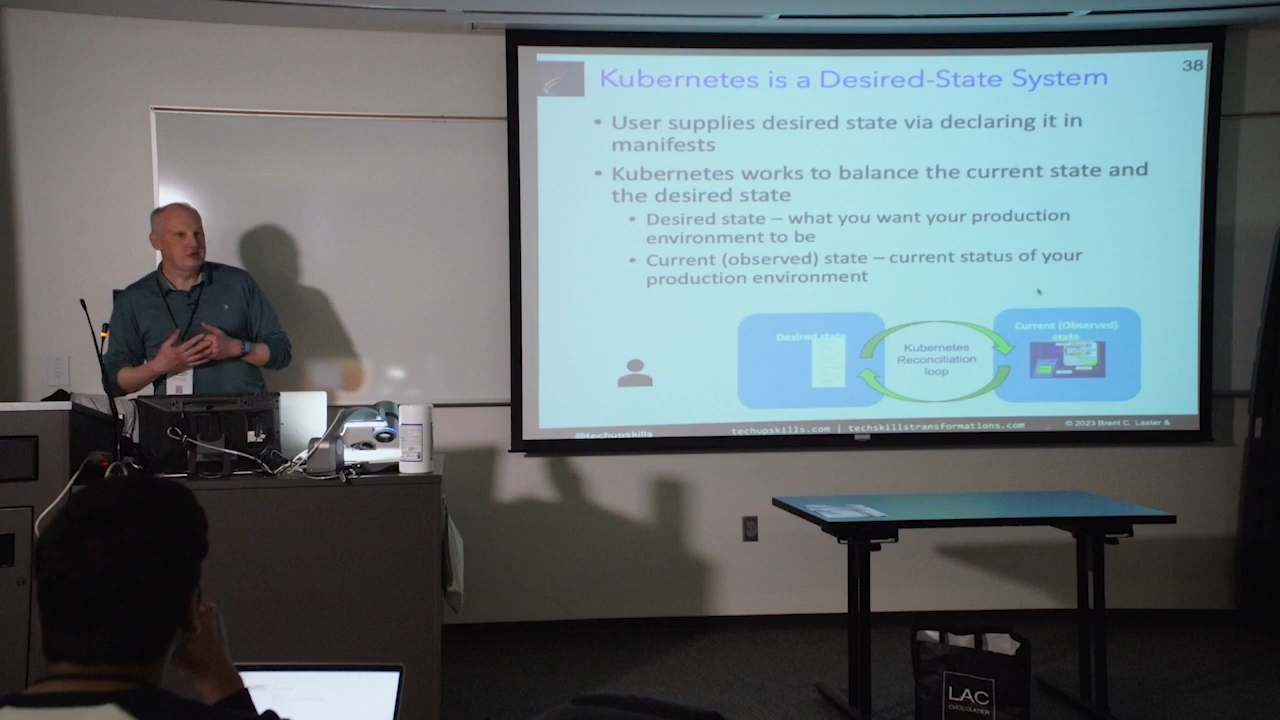 38
Kubernetes is a Desired-State System
• User supplies desired state via declaring it in
manifests
• Kubernetes works to balance the current state and
the desired state
• Desired state – what you want your production
environment to be
• Current (observed) state – current status of your
production environment
Desired state
Kubernetes
Reconciliation
loop
Current (Observed)
state
@techupskills
techupskills.com | techskillstransformations.com
© 2023 Brent C. Laster &
LAC